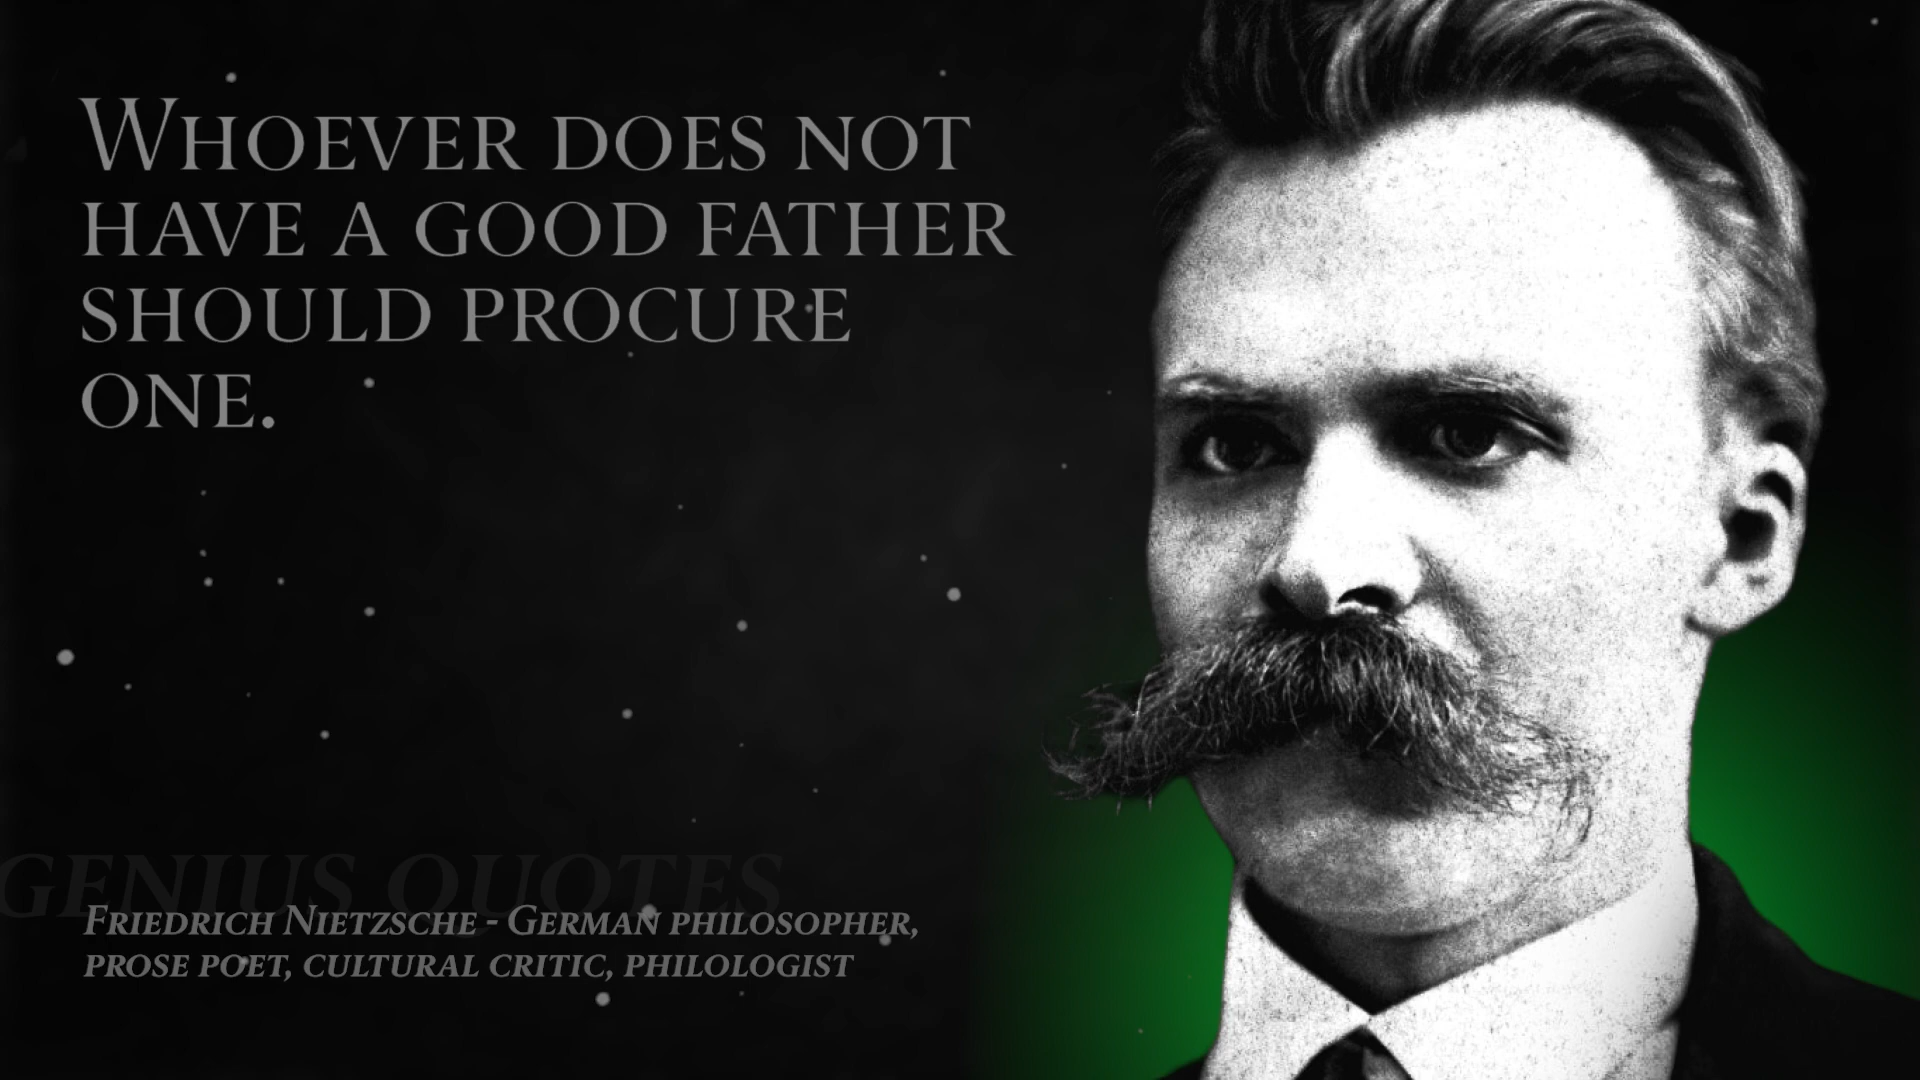 Whoever does not
have a good father
should procure
one.
GENIUS QUOTES
Friedrich Nietzsche - German philosopher,
prose poet, cultural critic, philologist